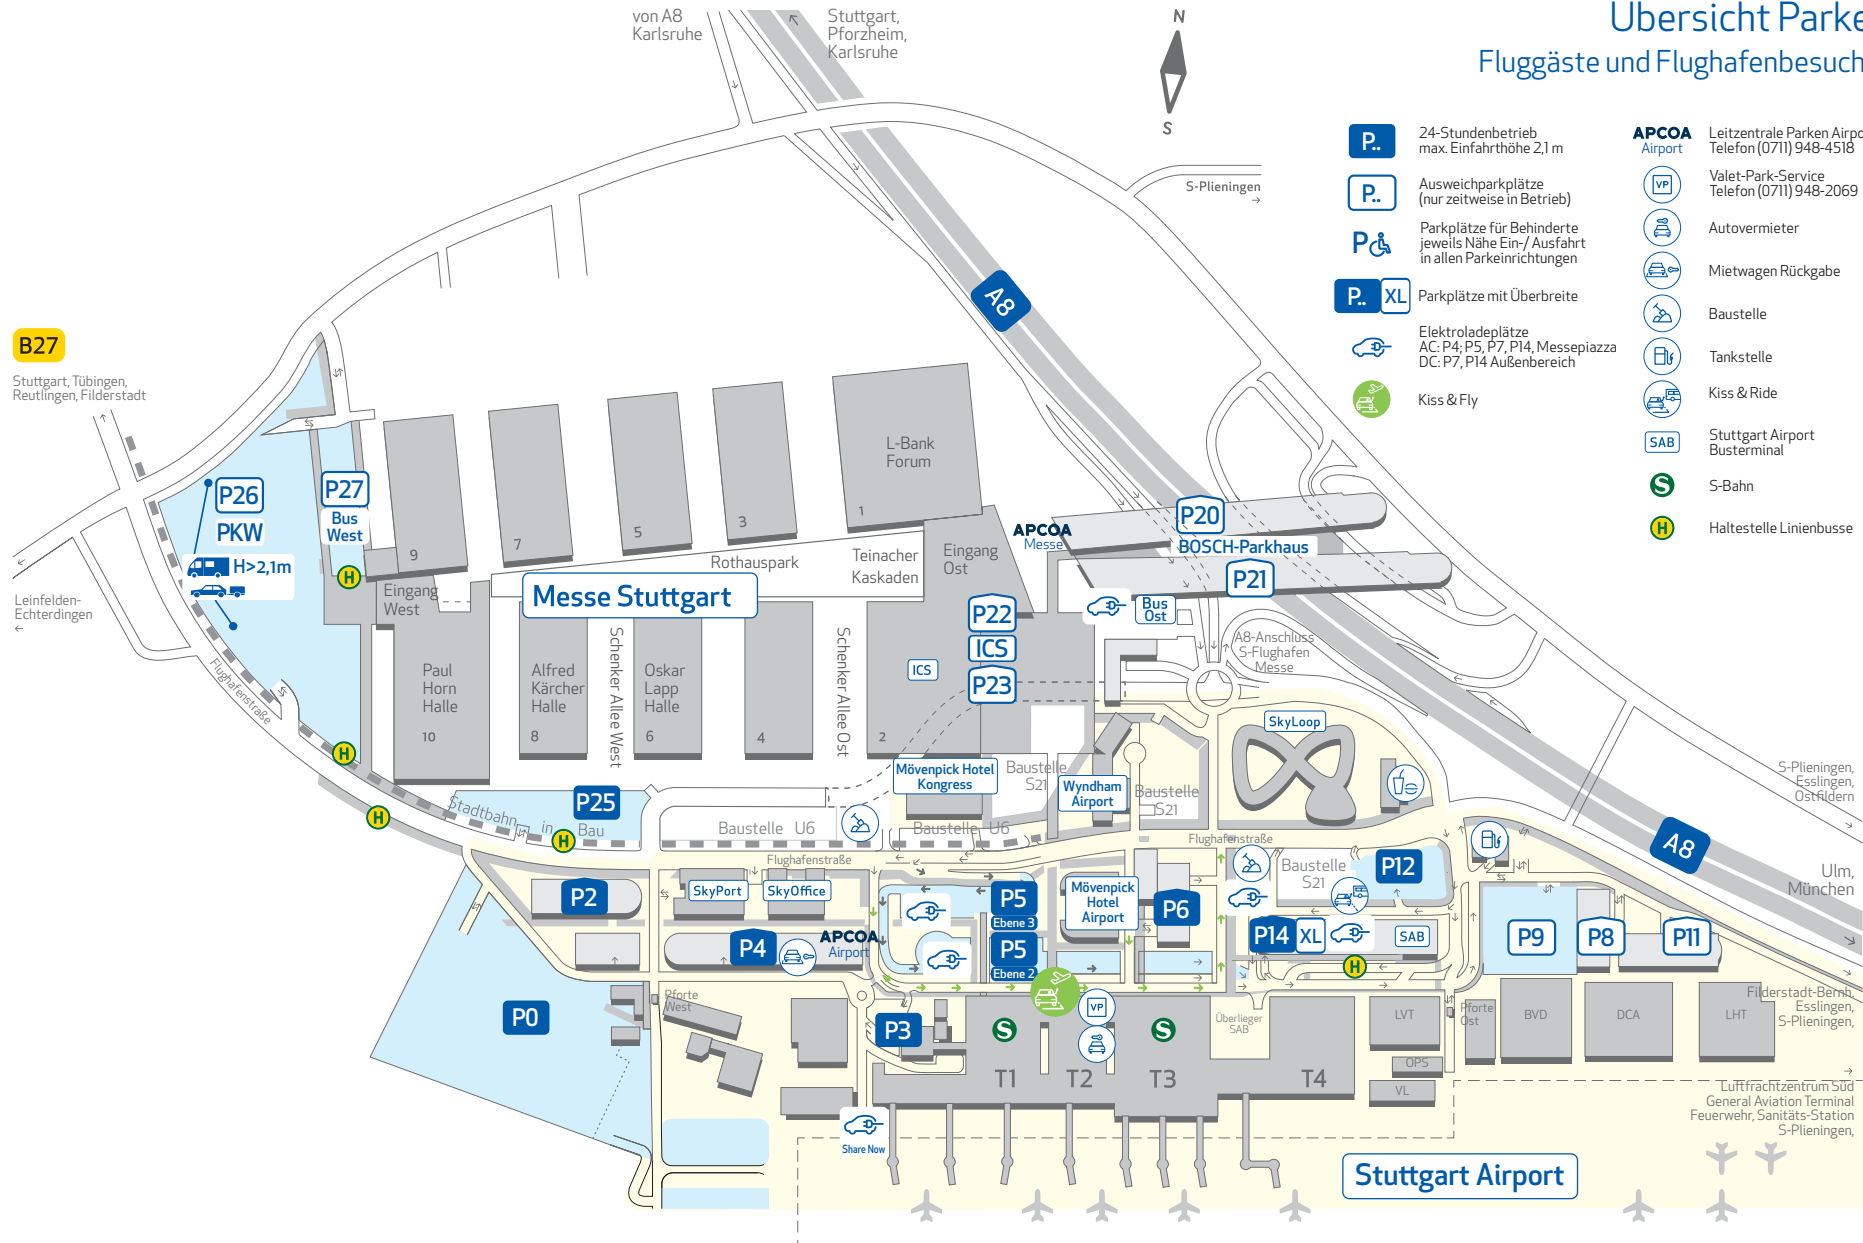 Übersicht Parke
Fluggäste und Flughafenbesuch
von A8
Karlsruhe
Stuttgart,
Pforzheim,
Karlsruhe
N
S
S-Plieningen
P..
24-Stundenbetrieb
max. Einfahrthöhe 2,1 m
P..
Ausweichparkplätze
(nur zeitweise in Betrieb)
P
Parkplätze für Behinderte
jeweils Nähe Ein-/ Ausfahrt
in allen Parkeinrichtungen
P.. XL
Parkplätze mit Überbreite
Elektroladeplätze
AC: P4; P5, P7, P14, Messepiazza
DC: P7, P14 Außenbereich
Kiss & Fly
APCOA
Airport
Leitzentrale Parken Airpo
Telefon (0711) 948-4518
VP
Valet-Park-Service
Telefon (0711) 948-2069
Autovermieter
Mietwagen Rückgabe
Baustelle
Tankstelle
Kiss & Ride
SAB
Stuttgart Airport
Busterminal
S
S-Bahn
H
Haltestelle Linienbusse
A8
B27
Stuttgart, Tübingen,
Reutlingen, Filderstadt
Leinfelden-
Echterdingen
P26
PKW
H>2,1m
P27
Bus
West
H
9
7
5
3
1
L-Bank
Forum
Rothauspark
Teinacher
Kaskaden
Eingang
Ost
Eingang
West
Messe Stuttgart
APCOA
Messe
P20
BOSCH-Parkhaus
P21
Bus
Ost
P22
ICS
P23
ICS
A8-Anschluss
S-Flughafen
Messe
Paul
Horn
Halle
10
Alfred
Kärcher
Halle
8
Schenker Allee West
Oskar
Lapp
Halle
6
4
Schenker Allee Ost
2
Flughafenstraße
H
H
H
Stadtbahn in Bau
P25
Baustelle U6
Baustelle U6
Mövenpick Hotel
Kongress
Baustelle
S21
Wyndham
Airport
Baustelle
S21
SkyLoop
Flughafenstraße
Flughafenstraße
S-Plieningen,
Esslingen,
Ostfildern
A8
Ulm,
München
P2
SkyPort
SkyOffice
P4
APCOA
Airport
P5
Ebene 3
P5
Ebene 2
Mövenpick
Hotel
Airport
P6
Baustelle
S21
P12
P14 XL
SAB
H
P9
P8
P11
P0
Pforte
West
P3
S
VP
S
Überlieger
SAB
T1
T2
T3
T4
LVT
OPS
VL
Pforte
Ost
BVD
DCA
LHT
Filderstadt-Bernh.
Esslingen,
S-Plieningen,
Luftfrachtzentrum Süd
General Aviation Terminal
Feuerwehr, Sanitäts-Station
S-Plieningen,
Share Now
Stuttgart Airport